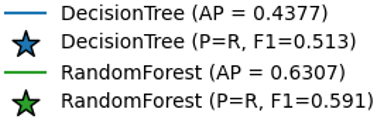 DecisionTree (AP = 0.4377)
DecisionTree (P=R, F1=0.513)
RandomForest (AP = 0.6307)
RandomForest (P=R, F1=0.591)